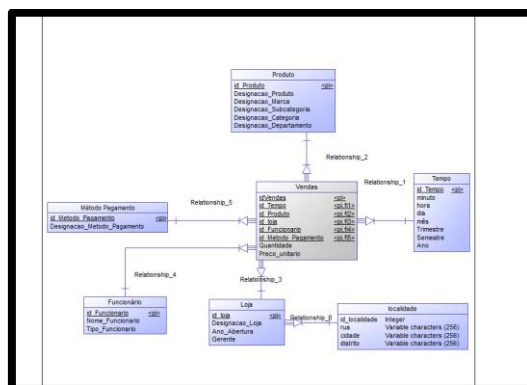 Produto
id_Produto <pi>
Designacao_Produto
Designacao_Marca
Designacao_Subcategoria
Designacao_Categoria
Designacao_Departamento
Relationship_2
Relationship_1
Tempo
id_Tempo <pi>
minuto
hora
dia
mês
Trimestre
Semestre
Ano
Vendas
idVendas <pi>
id_Tempo <pi,fi1>
id_Produto <pi,fi2>
id_loja <pi,fi3>
id_Funcionario <pi,fi4>
id_Metodo_Pagamento <pi,fi5>
Quantidade
Preco_unitario
Relationship_5
Método Pagamento
id_Metodo_Pagamento <pi>
Designacao_Metodo_Pagamento
Relationship_4
Relationship_3
Funcionário
id_Funcionario <pi>
Nome_Funcionario
Tipo_Funcionario
Loja
id_loja <pi>
Designacao_Loja
Ano_Abertura
Gerente
Relationship_6
localidade
id_localidade Integer
rua Variable characters (256)
cidade Variable characters (256)
distrito Variable characters (256)